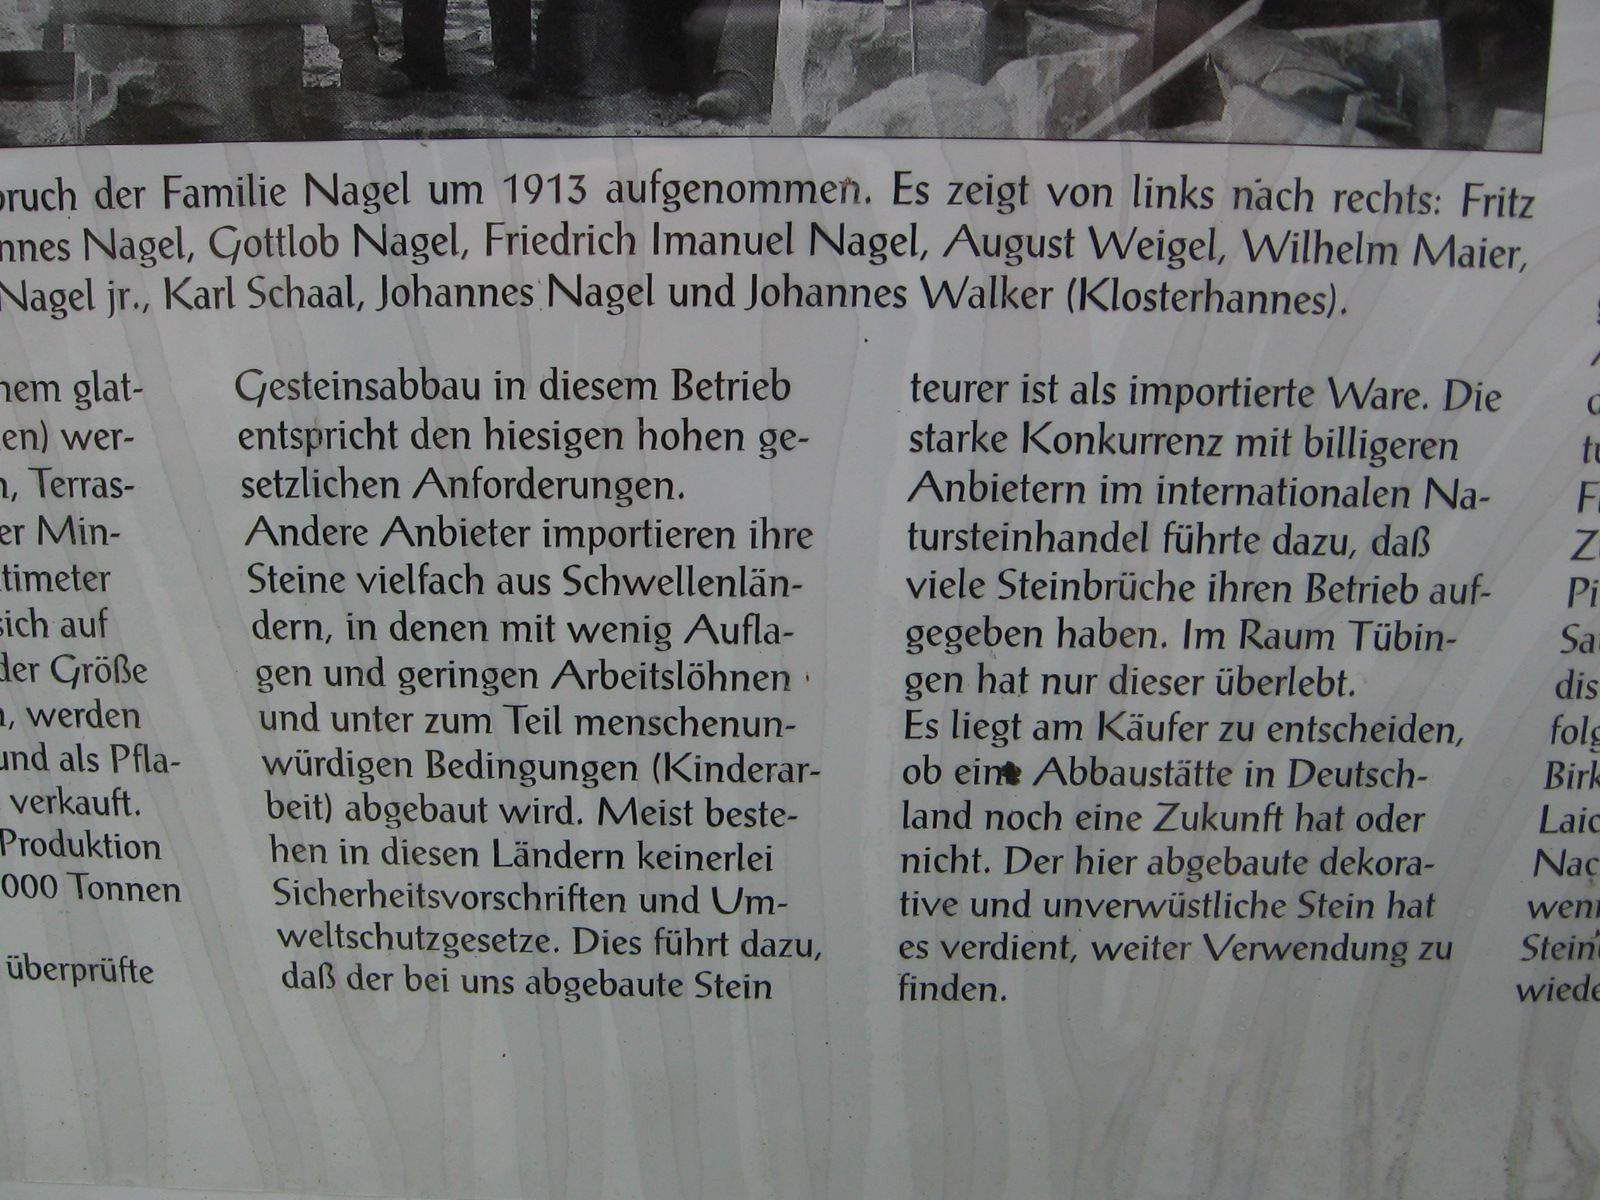 der Familie Nagel um 1913 aufgenommen. Es zeigt von links nach rechts: Fritz
Nagel, Gottlob Nagel, Friedrich Imanuel Nagel, August Weigel, Wilhelm Maier,
Nagel jr., Karl Schaal, Johannes Nagel und Johannes Walker (Klosterhannes).
glat-
wer-
Terras-
Min-
timeter
sich auf
der Größe
werden
und als Pfla-
verkauft.
Produktion
000 Tonnen
überprüfte
Gesteinsabbau in diesem Betrieb
entspricht den hiesigen hohen ge-
setzlichen Anforderungen.
Andere Anbieter importieren ihre
Steine vielfach aus Schwellenlän-
dern, in denen mit wenig Aufla-
gen und geringen Arbeitslöhnen
und unter zum Teil menschenun-
würdigen Bedingungen (Kinderar-
beit) abgebaut wird. Meist beste-
hen in diesen Ländern keinerlei
Sicherheitsvorschriften und Um-
weltschutzgesetze. Dies führt dazu,
daß der bei uns abgebaute Stein
teurer ist als importierte Ware. Die
starke Konkurrenz mit billigeren
Anbietern im internationalen Na-
tursteinhandel führte dazu, daß
viele Steinbrüche ihren Betrieb auf-
gegeben haben. Im Raum Tübin-
gen hat nur dieser überlebt.
Es liegt am Käufer zu entscheiden,
ob eine Abbaustätte in Deutsch-
land noch eine Zukunft hat oder
nicht. Der hier abgebaute dekora-
tive und unverwüstliche Stein hat
es verdient, weiter Verwendung zu
finden.